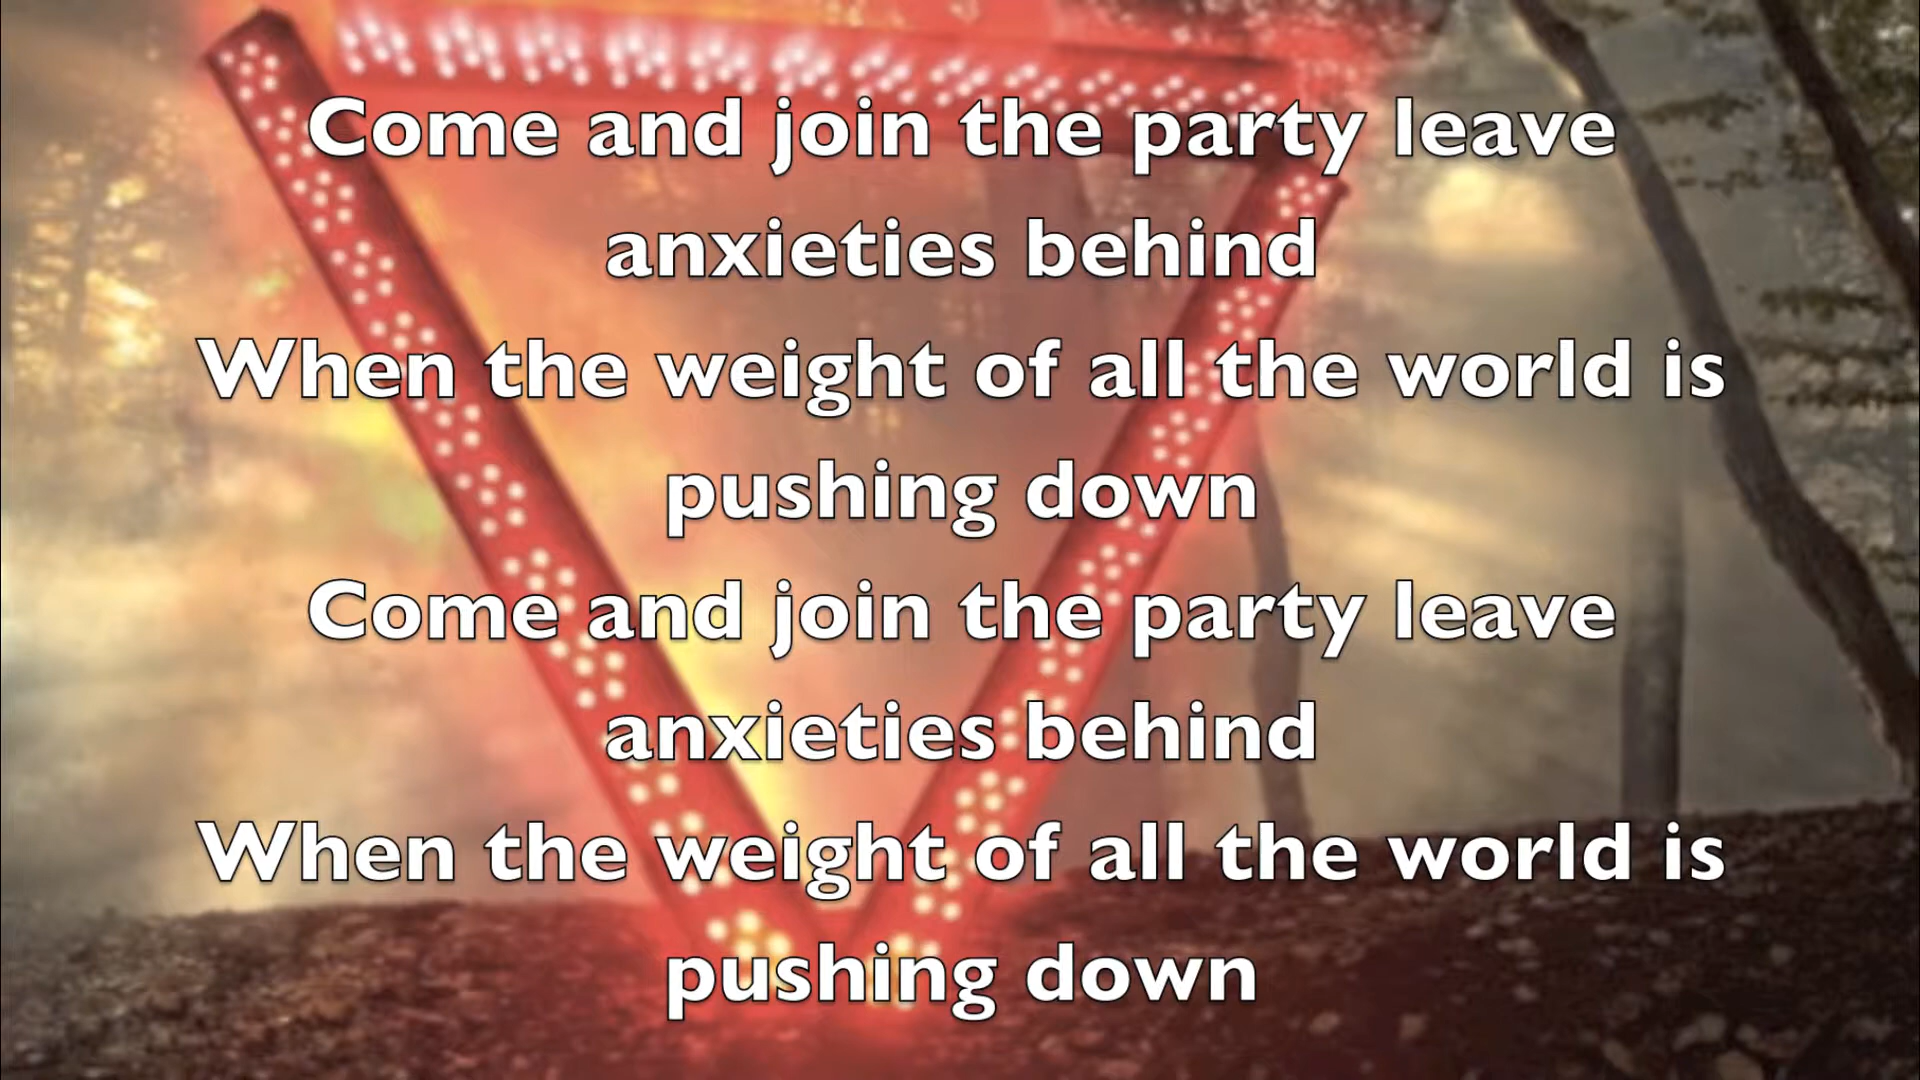 Come and join the party leave
anxieties behind
When the weight of all the world is
pushing down
Come and join the party leave
anxieties behind
When the weight of all the world is
pushing down